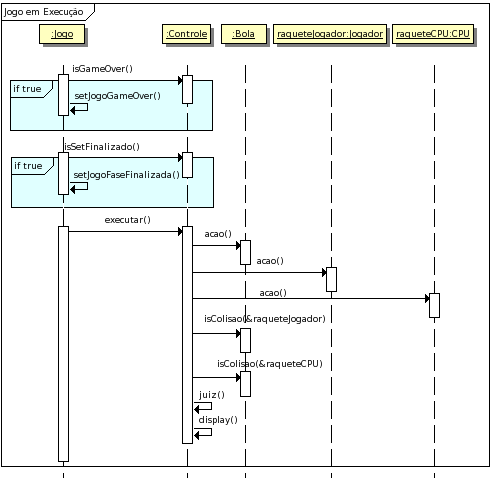 Jogo em Execução
:Jogo
:Controle
:Bola
raqueteJogador:Jogador
raqueteCPU:CPU
isGameOver()
if true
setJogoGameOver()
isSetFinalizado()
if true
setJogoFaseFinalizada()
executar()
acao()
acao()
acao()
isColisao(&raqueteJogador)
isColisao(&raqueteCPU)
juiz()
display()